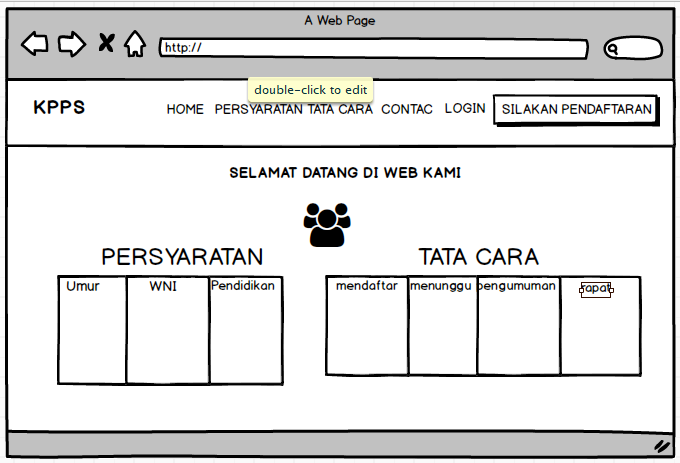 A Web Page
http://
double-click to edit
KPPS
HOME PERSYARATAN TATA CARA CONTAC LOGIN SILAKAN PENDAFTARAN
SELAMAT DATANG DI WEB KAMI
PERSYARATAN TATA CARA
Umur WNI Pendidikan mendaftar menunggu pengumuman rapat